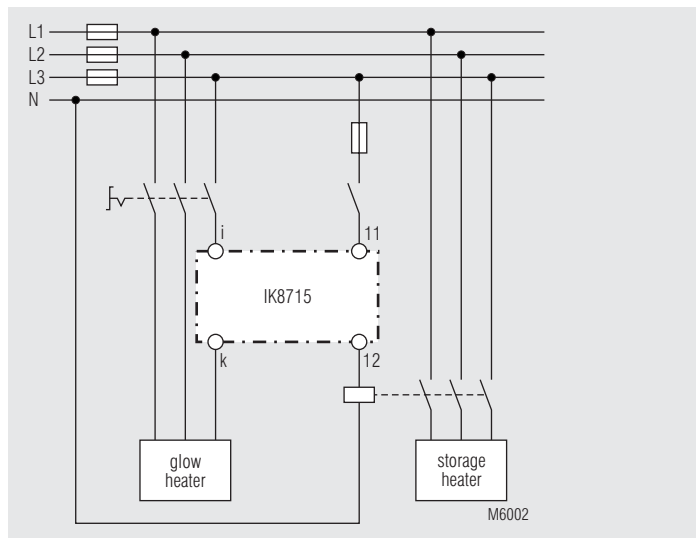 L1
L2
L3
N
i
11
IK8715
k
12
glow
heater
storage
heater
M6002